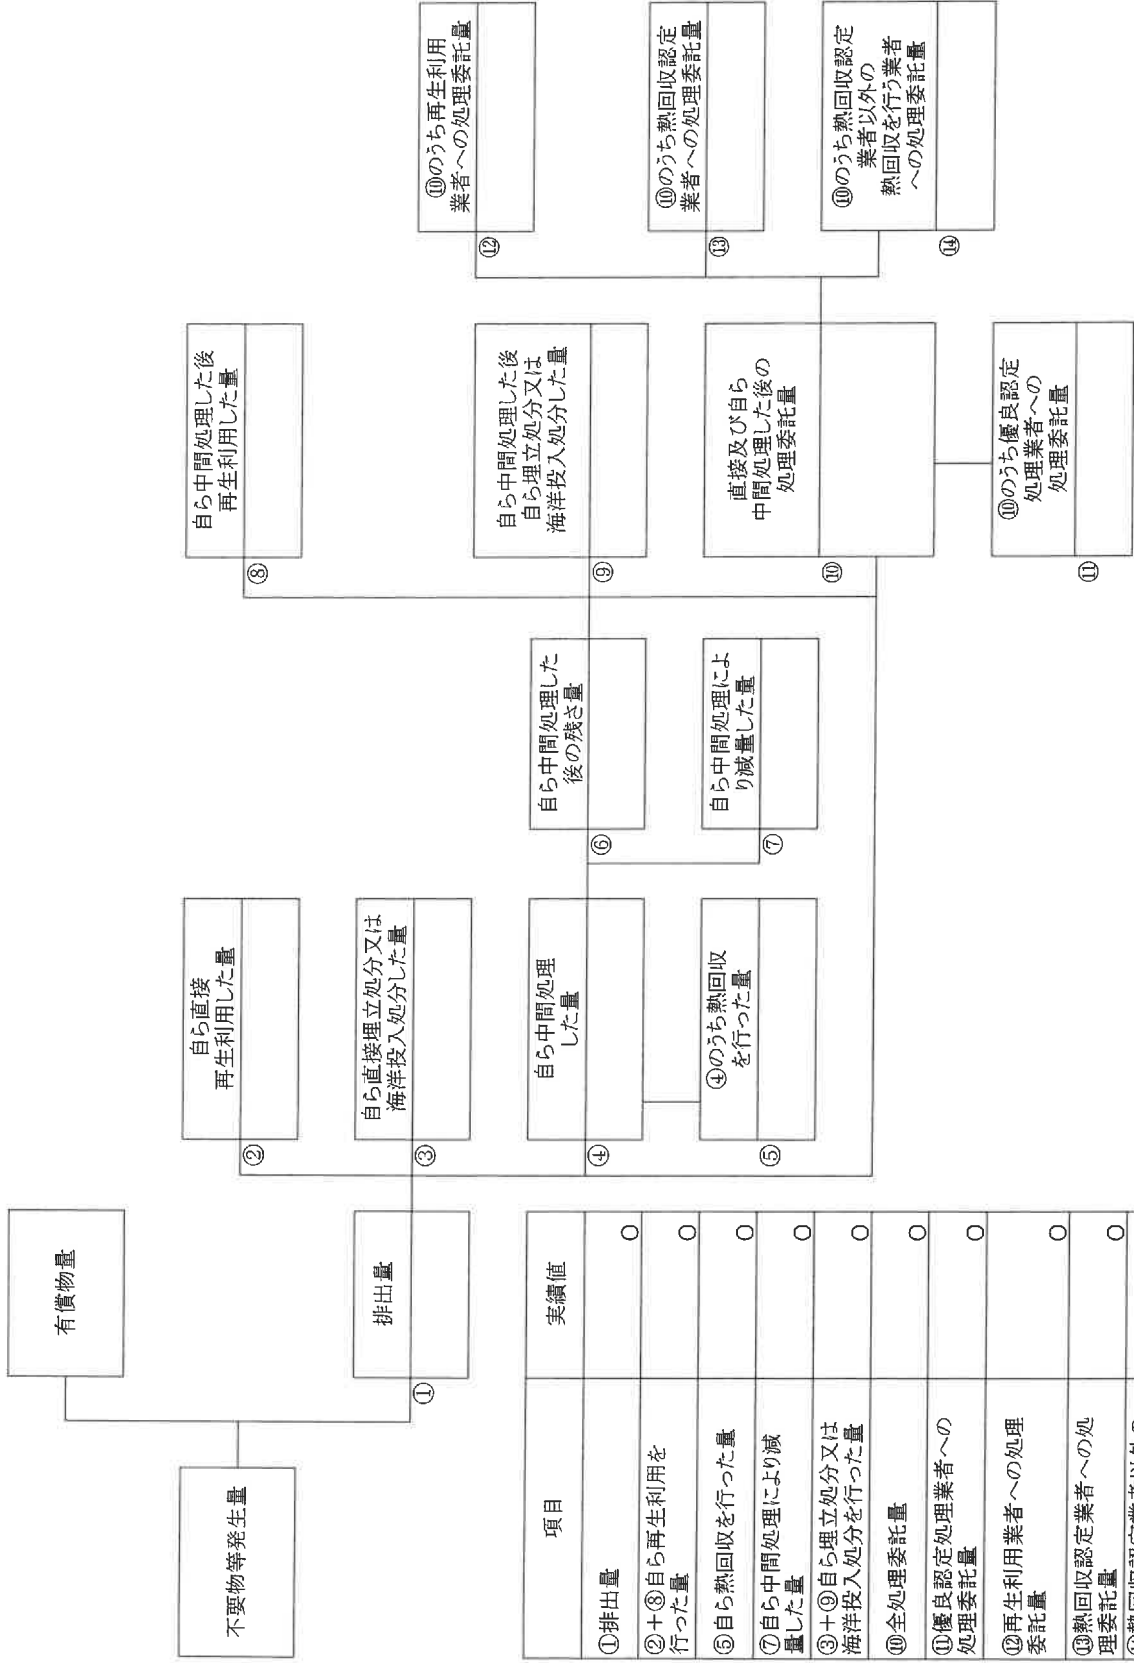 不要物等発生量
有償物量
①
排出量
②
自ら直接
再生利用した量
③
自ら直接埋立処分又は
海洋投入処分した量
④
自ら中間処理
した量
⑤
④のうち熱回収
を行った量
⑥
自ら中間処理した
後の残さ量
⑦
自ら中間処理によ
り減量した量
⑧
自ら中間処理した後
再生利用した量
⑨
自ら中間処理した後
自ら埋立処分又は
海洋投入処分した量
⑩
直接及び自ら
中間処理した後の
処理委託量
⑪
⑩のうち優良認定
処理業者への
処理委託量
⑫
⑩のうち再生利用
業者への処理委託量
⑬
⑩のうち熱回収認定
業者への処理委託量
⑭
⑩のうち熱回収認定
業者以外の
熱回収を行う業者
への処理委託量
項目 実績値
①排出量 0
②+⑧自ら再生利用を
行った量 0
⑤自ら熱回収を行った量 0
⑦自ら中間処理により減
量した量 0
③+⑨自ら埋立処分又は
海洋投入処分を行った量 0
⑩全処理委託量 0
⑪優良認定処理業者への
処理委託量 0
⑫再生利用業者への処理
委託量 0
⑬熱回収認定業者への処
理委託量 0